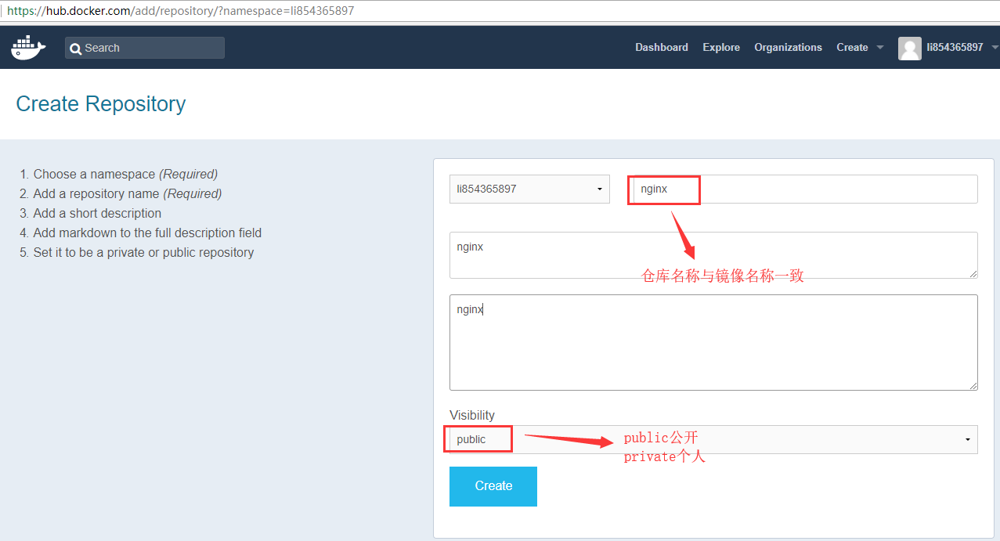 https://hub.docker.com/add/repository/?namespace=li854365897
Search
Dashboard Explore Organizations Create li854365897
Create Repository
1. Choose a namespace (Required)
2. Add a repository name (Required)
3. Add a short description
4. Add markdown to the full description field
5. Set it to be a private or public repository
li854365897 nginx
nginx
仓库名称与镜像名称一致
nginx
Visibility
public
public公开
private个人
Create